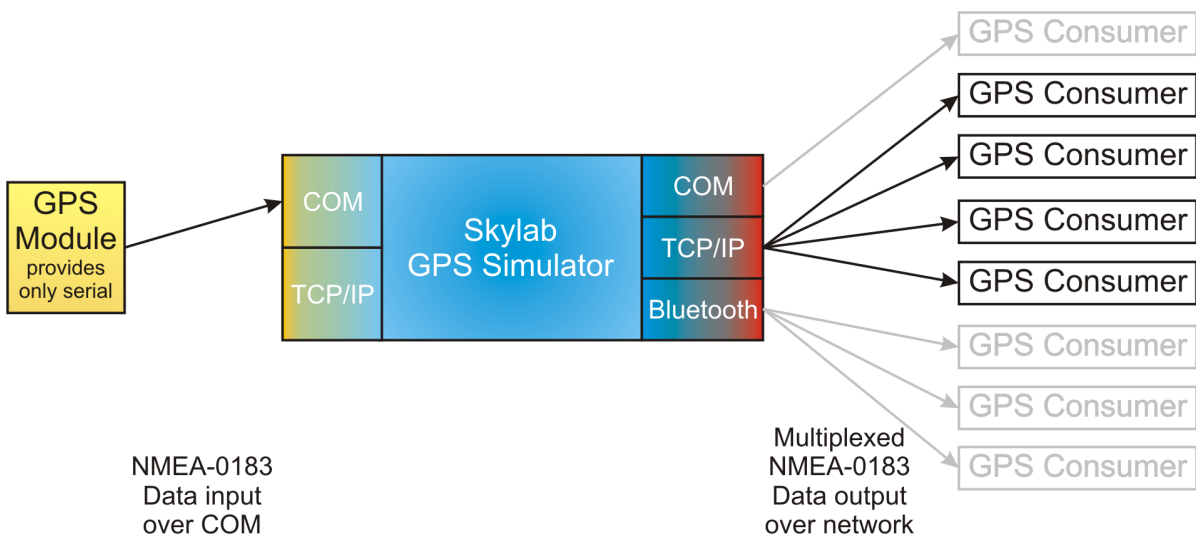 GPS
Module
provides
only serial
COM
TCP/IP
Skylab
GPS Simulator
COM
TCP/IP
Bluetooth
GPS Consumer
GPS Consumer
GPS Consumer
GPS Consumer
GPS Consumer
GPS Consumer
GPS Consumer
GPS Consumer
NMEA-0183
Data input
over COM
Multiplexed
NMEA-0183
Data output
over network